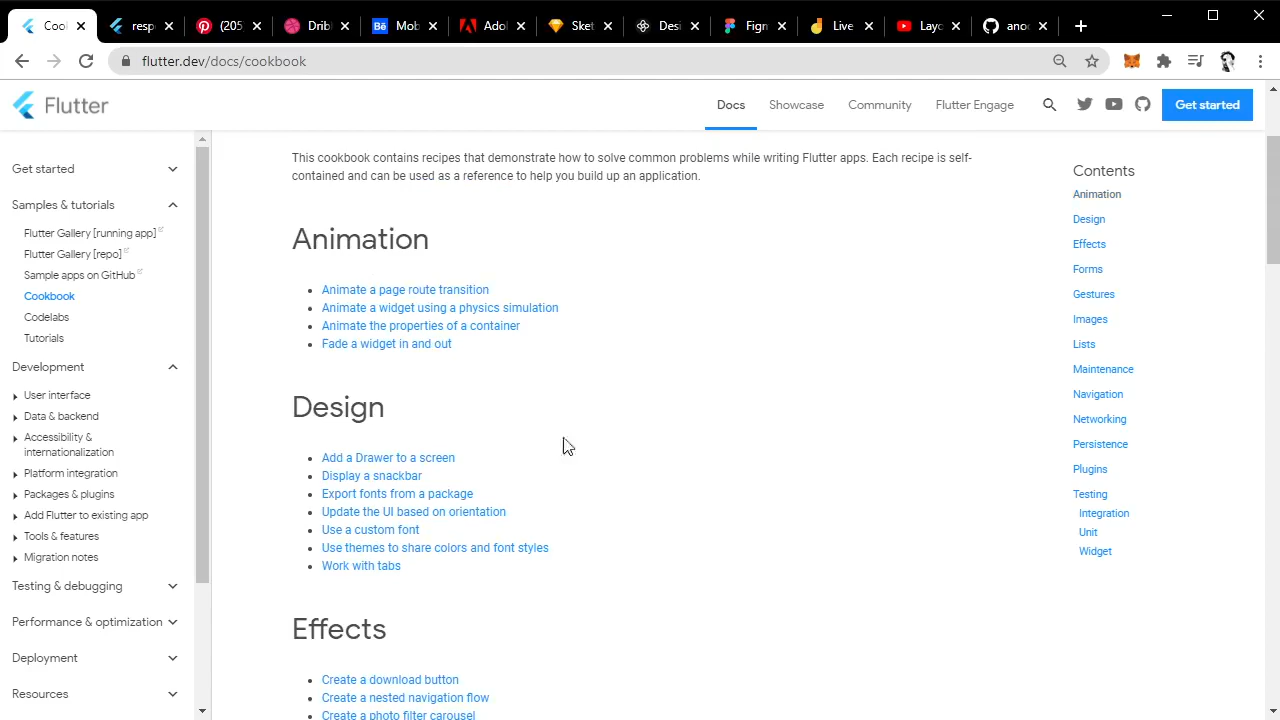 Cool
resp
(205
Dribl
Mob
Adol
Sket
Desi
Figm
Live
Layo
anoc
flutter.dev/docs/cookbook
Flutter
Docs
Showcase
Community
Flutter Engage
Get started
Get started
Samples & tutorials
Flutter Gallery [running app]
Flutter Gallery [repo]
Sample apps on GitHub
Cookbook
Codelabs
Tutorials
Development
User interface
Data & backend
Accessibility &
internationalization
Platform integration
Packages & plugins
Add Flutter to existing app
Tools & features
Migration notes
Testing & debugging
Performance & optimization
Deployment
Resources
This cookbook contains recipes that demonstrate how to solve common problems while writing Flutter apps. Each recipe is self-
contained and can be used as a reference to help you build up an application.
Animation
Animate a page route transition
Animate a widget using a physics simulation
Animate the properties of a container
Fade a widget in and out
Design
Add a Drawer to a screen
Display a snackbar
Export fonts from a package
Update the UI based on orientation
Use a custom font
Use themes to share colors and font styles
Work with tabs
Effects
Create a download button
Create a nested navigation flow
Create a photo filter carousel
Contents
Animation
Design
Effects
Forms
Gestures
Images
Lists
Maintenance
Navigation
Networking
Persistence
Plugins
Testing
Integration
Unit
Widget